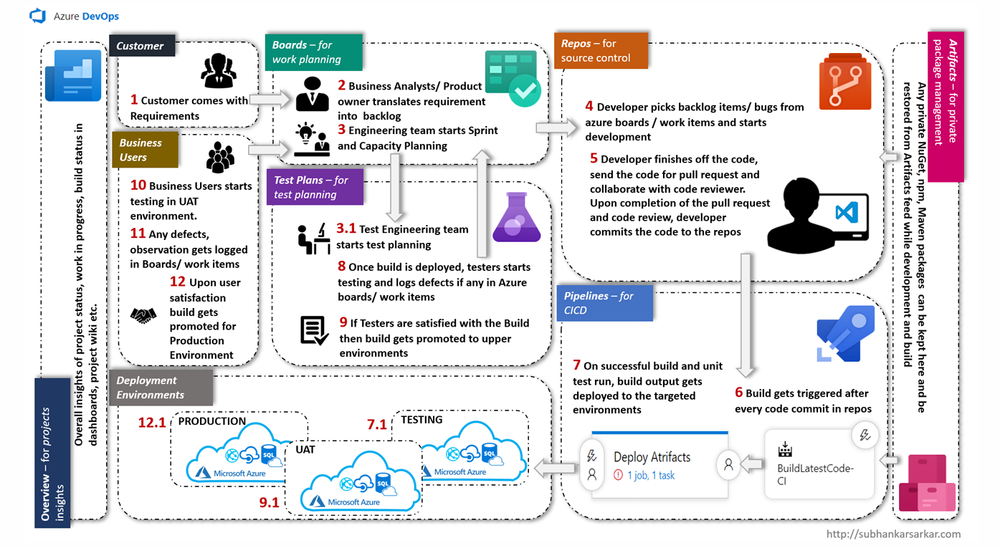 Azure DevOps
Overall insights of project status, work in progress, build status in
dashboards, project wiki etc.
Overview – for projects
insights
Customer
1 Customer comes with
Requirements
Business
Users
10 Business Users starts
testing in UAT
environment.
11 Any defects,
observation gets logged
in Boards/ work items
12 Upon user
satisfaction
build gets
promoted for
Production
Environment
Boards – for
work planning
2 Business Analysts/ Product
owner translates requirement
into backlog
3 Engineering team starts Sprint
and Capacity Planning
Test Plans – for
test planning
3.1 Test Engineering team
starts test planning
8 Once build is deployed, testers starts
testing and logs defects if any in Azure
boards/ work items
9 If Testers are satisfied with the Build
then build gets promoted to upper
environments
Repos – for
source control
4 Developer picks backlog items/ bugs from
azure boards / work items and starts
development
5 Developer finishes off the code,
send the code for pull request and
collaborate with code reviewer.
Upon completion of the pull request
and code review, developer
commits the code to the repos
Pipelines – for
CICD
7 On successful build and unit
test run, build output gets
deployed to the targeted
environments
6 Build gets triggered after
every code commit in repos
Deploy Atrifacts
1 job, 1 task
BuildLatestCode-
CI
Deployment
Environments
12.1
PRODUCTION
SQL
Microsoft Azure
9.1
UAT
SQL
Microsoft Azure
7.1
TESTING
SQL
Microsoft Azure
Artifacts – for private
package management
Any private NuGet, npm, Maven packages can be kept here and be
restored from Artifacts feed while development and build
http://subhankarsarkar.com